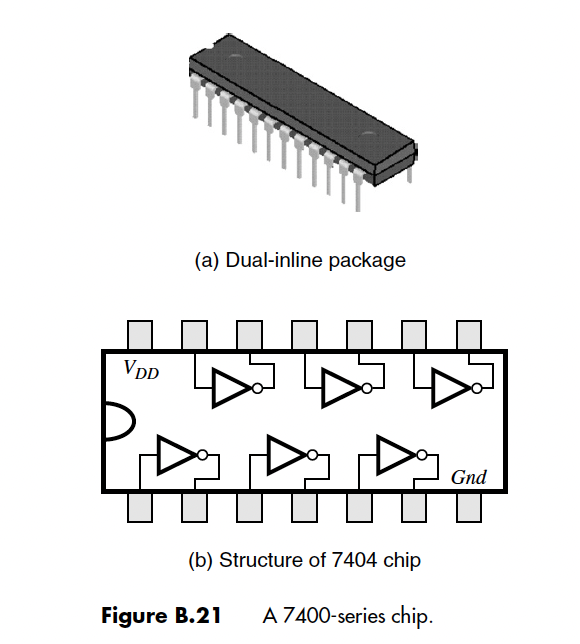 (a) Dual-inline package
VDD
Gnd
(b) Structure of 7404 chip
Figure B.21 A 7400-series chip.